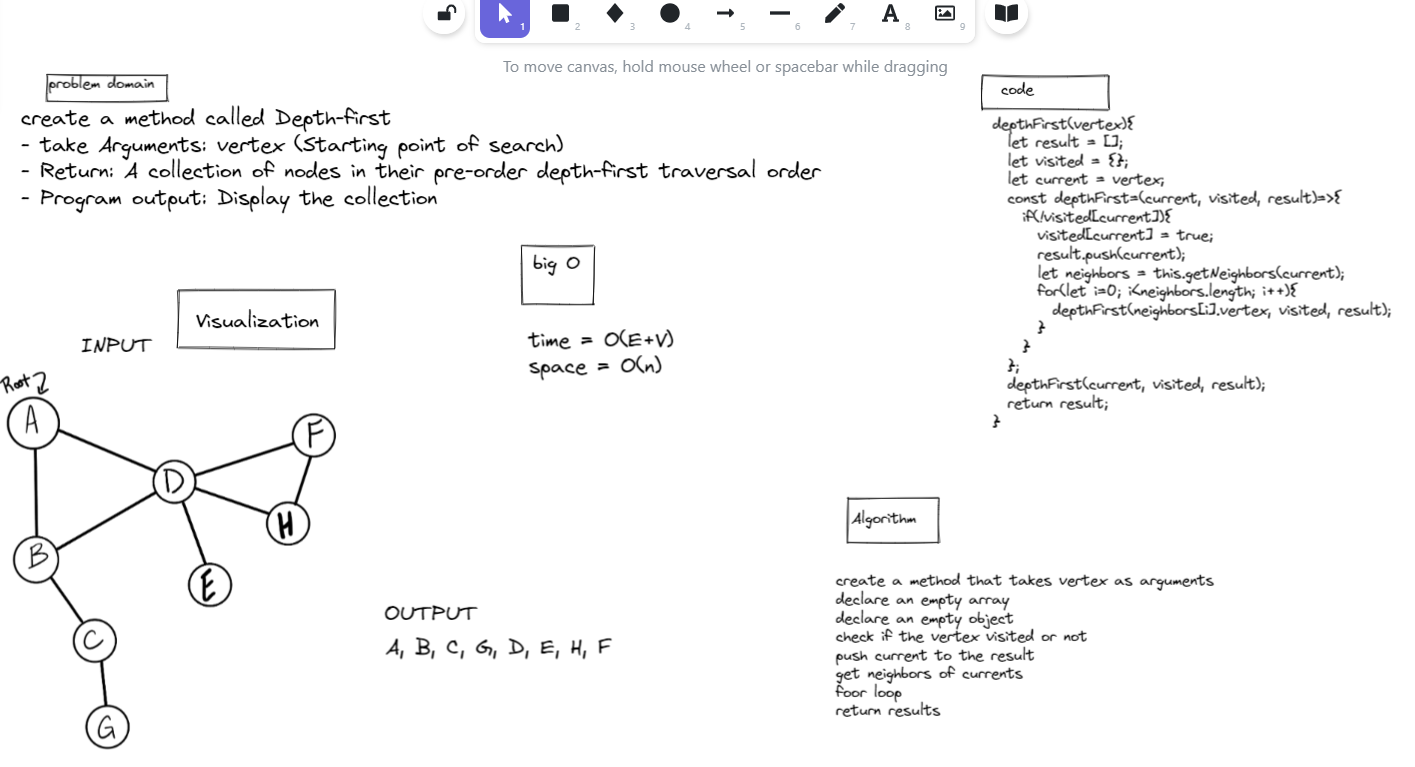 1
2
3
4
5
6
7
A
8
9
To move canvas, hold mouse wheel or spacebar while dragging
problem domain
create a method called Depth-first
- take Arguments: vertex (Starting point of search)
- Return: A collection of nodes in their pre-order depth-first traversal order
- Program output: Display the collection
Visualization
INPUT
Root
A
D
F
H
B
E
C
G
big O
time = O(E+V)
space = O(n)
OUTPUT
A, B, C, G, D, E, H, F
code
depthFirst(vertex){
let result = [];
let visited = {};
let current = vertex;
const depthFirst=(current, visited, result)=>{
if(!visited[current]){
visited[current] = true;
result.push(current);
let neighbors = this.getNeighbors(current);
for(let i=0; i<neighbors.length; i++){
depthFirst(neighbors[i].vertex, visited, result);
}
}
};
depthFirst(current, visited, result);
return result;
}
Algorithm
create a method that takes vertex as arguments
declare an empty array
declare an empty object
check if the vertex visited or not
push current to the result
get neighbors of currents
foor loop
return results